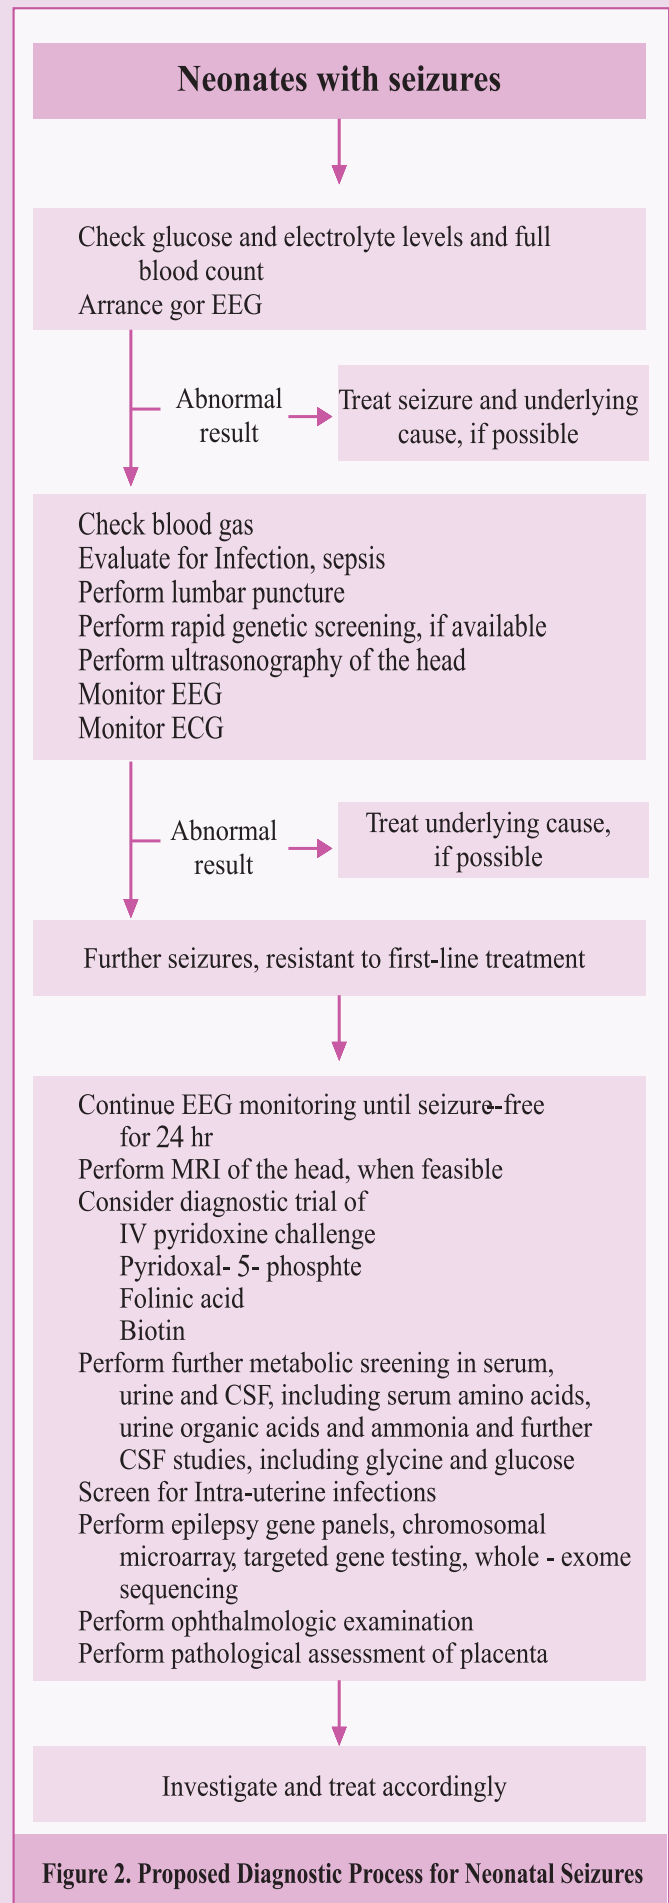 Neonates with seizures
Check glucose and electrolyte levels and full
blood count
Arrance gor EEG
Abnormal
result
Treat seizure and underlying
cause, if possible
Check blood gas
Evaluate for Infection, sepsis
Perform lumbar puncture
Perform rapid genetic screening, if available
Perform ultrasonography of the head
Monitor EEG
Monitor ECG
Abnormal
result
Treat underlying cause,
if possible
Further seizures, resistant to first-line treatment
Continue EEG monitoring until seizure-free
for 24 hr
Perform MRI of the head, when feasible
Consider diagnostic trial of
IV pyridoxine challenge
Pyridoxal- 5- phosphte
Folinic acid
Biotin
Perform further metabolic sreening in serum,
urine and CSF, including serum amino acids,
urine organic acids and ammonia and further
CSF studies, including glycine and glucose
Screen for Intra-uterine infections
Perform epilepsy gene panels, chromosomal
microarray, targeted gene testing, whole - exome
sequencing
Perform ophthalmologic examination
Perform pathological assessment of placenta
Investigate and treat accordingly
Figure 2. Proposed Diagnostic Process for Neonatal Seizures